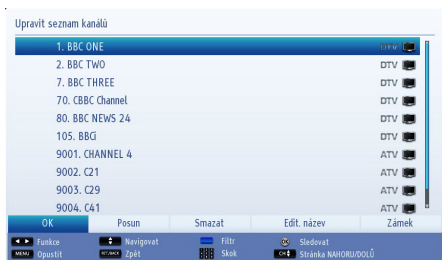 Upravit seznam kanálů
1. BBC ONE DTV
2. BBC TWO DTV
7. BBC THREE DTV
70. CBBC Channel DTV
80. BBC NEWS 24 DTV
105. BBCi DTV
9001. CHANNEL 4 ATV
9002. C21 ATV
9003. C29 ATV
9004. C41 ATV
OK Posun Smazat Edit. název Zámek
Funkce Navigovat Filtr OK Sledovat
MENU Opustit RET./BACK Zpět Skok CH Stránka NAHORU/DOLŮ